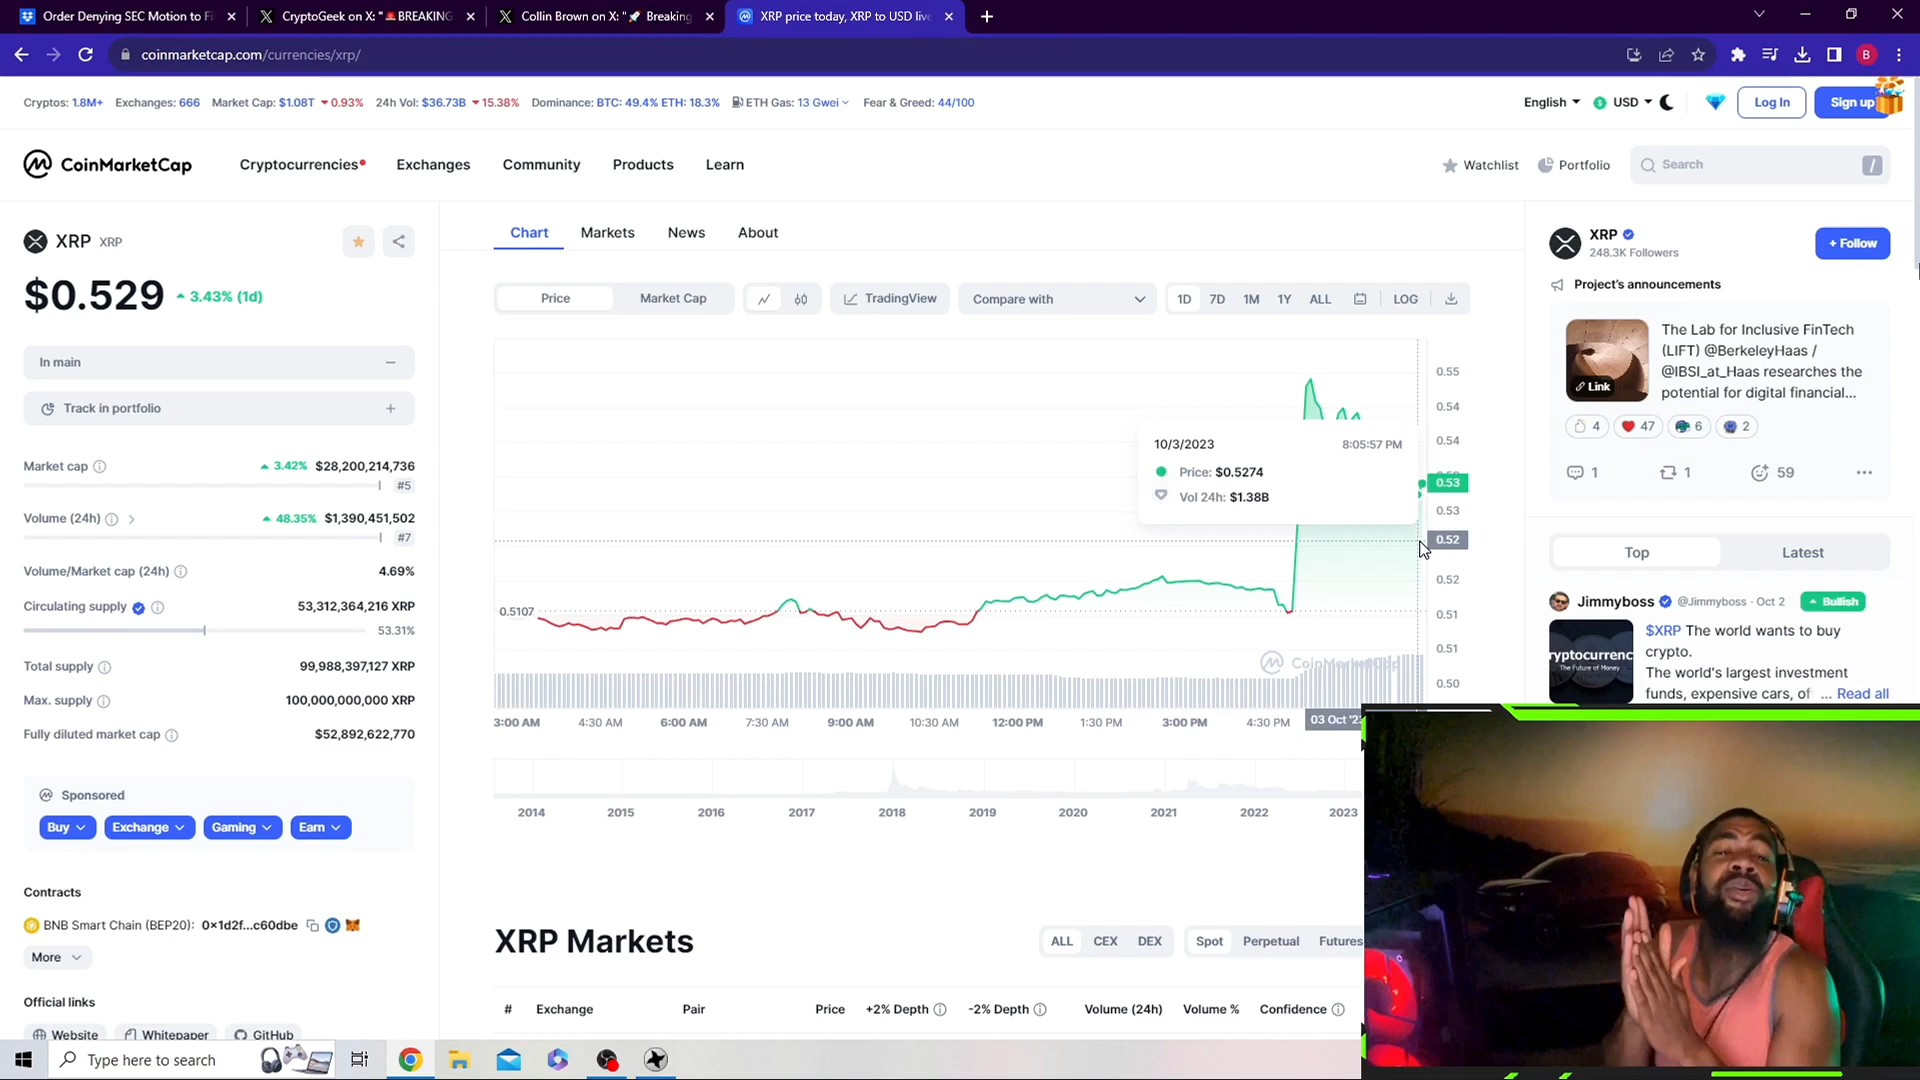 Order Denying SEC Motion to Fi
CryptoGeek on X: "🚨BREAKING
Collin Brown on X: "🚀 Breaking
XRP price today, XRP to USD live
coinmarketcap.com/currencies/xrp/
B
Cryptos: 1.8M+ Exchanges: 666 Market Cap: $1.08T 0.93% 24h Vol: $36.73B 15.38% Dominance: BTC: 49.4% ETH: 18.3% ETH Gas: 13 Gwei Fear & Greed: 44/100
English USD Log In Sign up
CoinMarketCap Cryptocurrencies Exchanges Community Products Learn
Watchlist Portfolio Search /
XRP XRP
$0.529 3.43% (1d)
In main
Track in portfolio
Market cap 3.42% $28,200,214,736
#5
Volume (24h) 48.35% $1,390,451,502
#7
Volume/Market cap (24h) 4.69%
Circulating supply 53,312,364,216 XRP
53.31%
Total supply 99,988,397,127 XRP
Max. supply 100,000,000,000 XRP
Fully diluted market cap $52,892,622,770
Sponsored
Buy Exchange Gaming Earn
Contracts
BNB Smart Chain (BEP20): 0x1d2f...c60dbe
More
Official links
Website Whitepaper GitHub
Chart Markets News About
Price Market Cap TradingView Compare with 1D 7D 1M 1Y ALL LOG
0.55
0.54
0.54
0.53
0.53
0.52
0.52
0.51
0.51
0.50
10/3/2023 8:05:57 PM
Price: $0.5274
Vol 24h: $1.38B
0.5107
CoinMarketCap
3:00 AM 4:30 AM 6:00 AM 7:30 AM 9:00 AM 10:30 AM 12:00 PM 1:30 PM 3:00 PM 4:30 PM 03 Oct '2
2014 2015 2016 2017 2018 2019 2020 2021 2022 2023
XRP Markets
ALL CEX DEX Spot Perpetual Futures
# Exchange Pair Price +2% Depth -2% Depth Volume (24h) Volume % Confidence
XRP
248.3K Followers
+ Follow
Project's announcements
Link
The Lab for Inclusive FinTech
(LIFT) @BerkeleyHaas /
@IBSI_at_Haas researches the
potential for digital financial...
4 47 6 2
1 1 59
Top Latest
Jimmyboss @Jimmyboss · Oct 2 Bullish
yptocurrenc
The Future of Money
$XRP The world wants to buy
crypto.
The world's largest investment
funds, expensive cars, of ... Read all
Type here to search